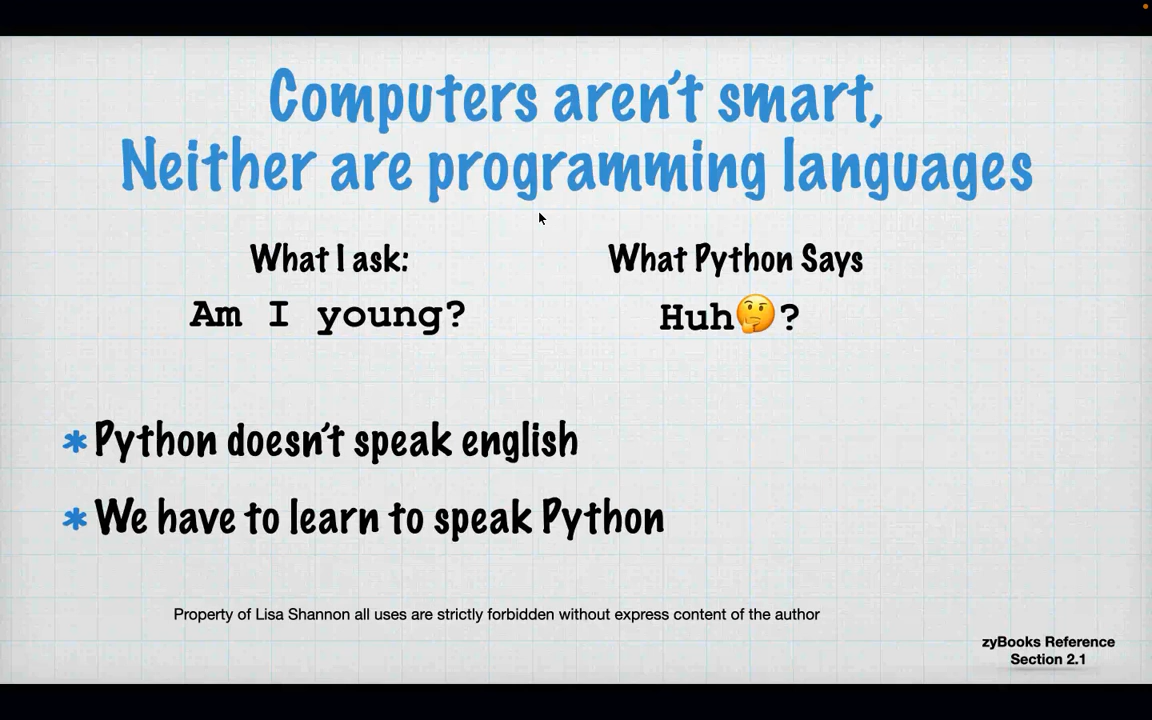 Computers aren't smart,
Neither are programming languages
What I ask:
What Python Says
Am I young?
Huh🤔?
* Python doesn't speak english
* We have to learn to speak Python
Property of Lisa Shannon all uses are strictly forbidden without express content of the author
zyBooks Reference
Section 2.1